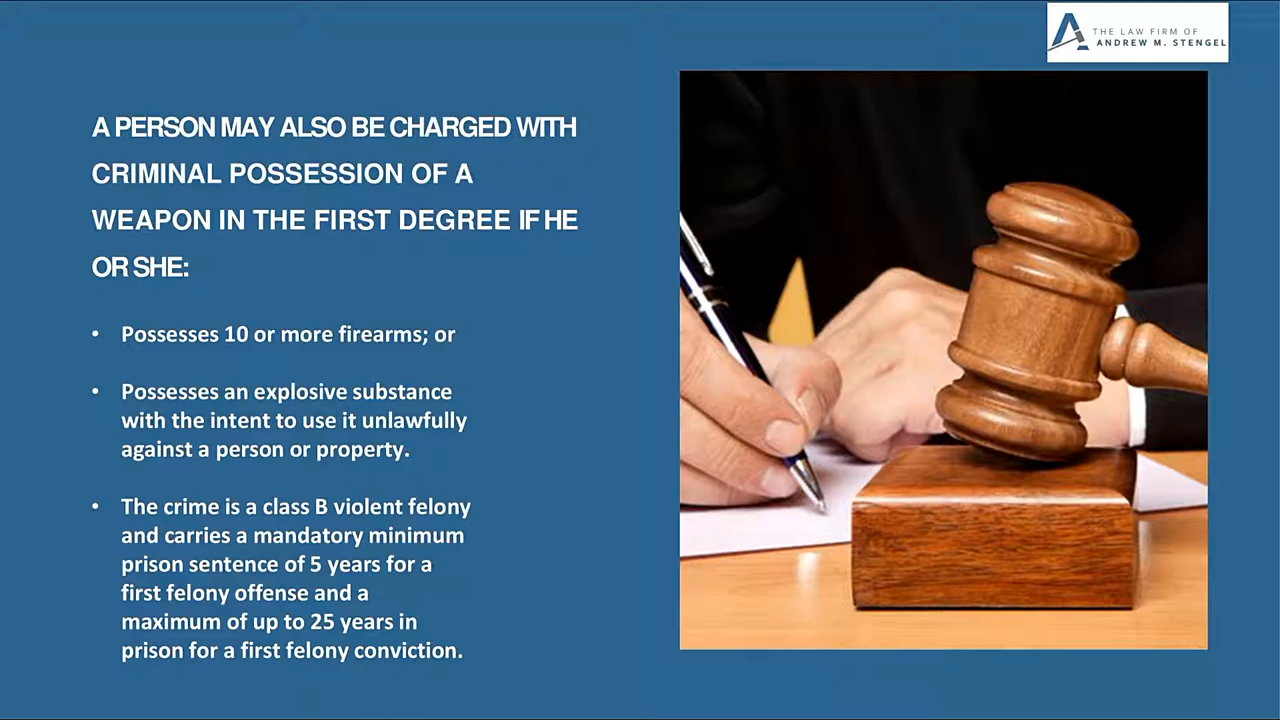 THE LAW FIRM OF
ANDREW M. STENGEL
A PERSON MAY ALSO BE CHARGED WITH
CRIMINAL POSSESSION OF A
WEAPON IN THE FIRST DEGREE IF HE
OR SHE:
• Possesses 10 or more firearms; or
• Possesses an explosive substance
with the intent to use it unlawfully
against a person or property.
• The crime is a class B violent felony
and carries a mandatory minimum
prison sentence of 5 years for a
first felony offense and a
maximum of up to 25 years in
prison for a first felony conviction.